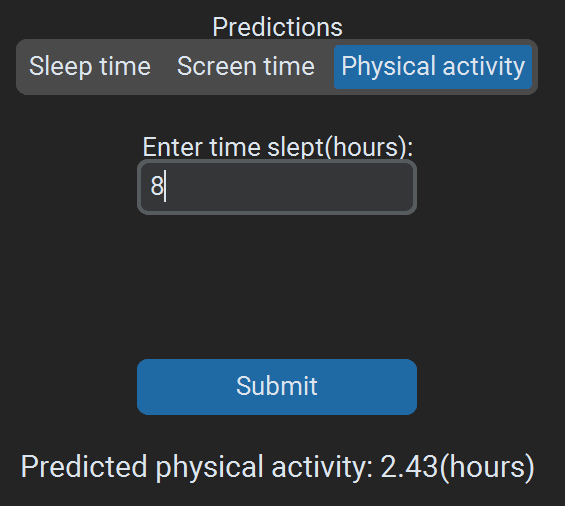 Predictions
Sleep time Screen time Physical activity
Enter time slept(hours):
8
Submit
Predicted physical activity: 2.43(hours)